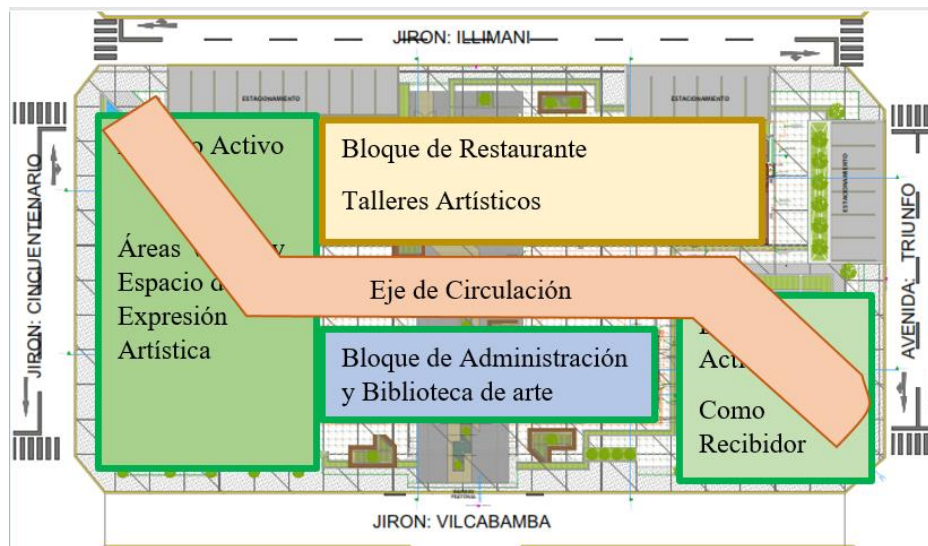 JIRON: ILLIMANI
ESTACIONAMIENTO
ESTACIONAMIENTO
JIRON: CINCUENTENARIO
Activo
Bloque de Restaurante
Talleres Artísticos
ESTACIONAMIENTO
AVENIDA: TRIUNFO
Áreas
Espacio
Expresión
Artística
Eje de Circulación
Bloque de Administración
y Biblioteca de arte
Como
Recibidor
JIRON: VILCABAMBA